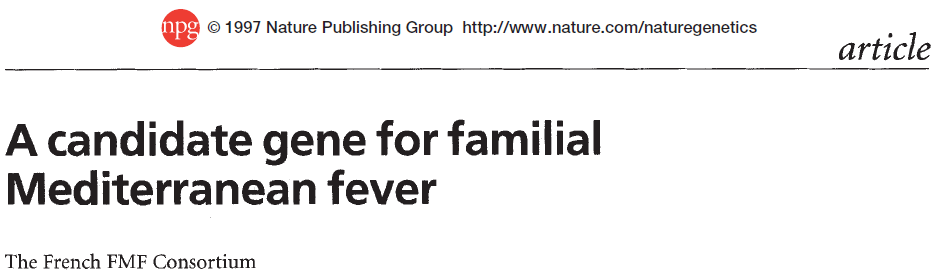 npg © 1997 Nature Publishing Group http://www.nature.com/naturegenetics
article
A candidate gene for familial
Mediterranean fever
The French FMF Consortium